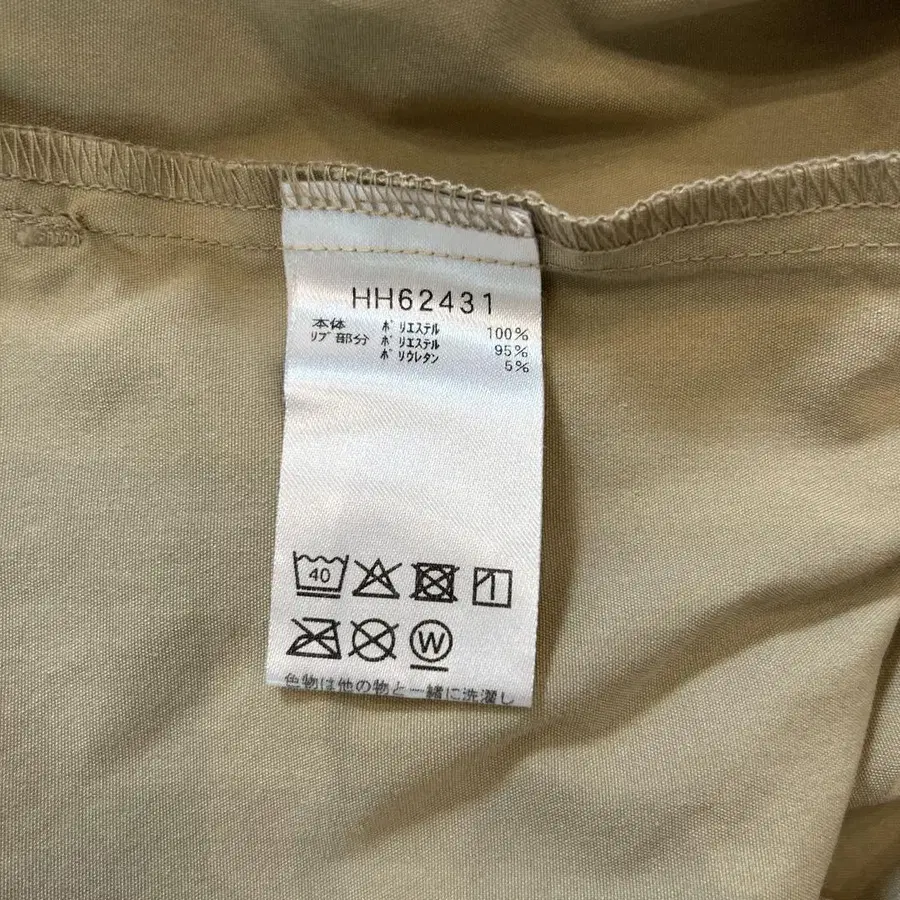 HH62431
本体 ポリエステル 100%
リブ部分 ポリエステル 95%
ポリウレタン 5%
40
W
色物は他の物と一緒に洗濯し